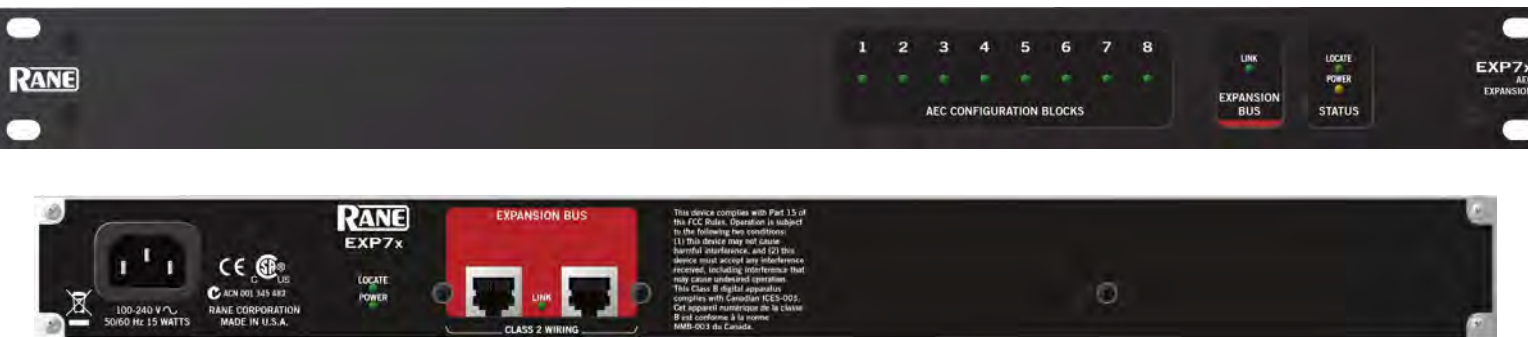 1 2 3 4 5 6 7 8
LINK
LOCATE
RANE
POWER
EXP7x
AEC
EXPANSION
AEC CONFIGURATION BLOCKS
EXPANSION
BUS
STATUS
RANE
EXP7x
EXPANSION BUS
LOCATE
POWER
LINK
CLASS 2 WIRING
CE C US ®
ACN 001 345 482
RANE CORPORATION
MADE IN U.S.A.
100-240 V
50/60 Hz 15 WATTS
This device complies with Part 15 of
the FCC Rules. Operation is subject
to the following two conditions:
(1) this device may not cause
harmful interference, and (2) this
device must accept any interference
received, including interference that
may cause undesired operation.
This Class B digital apparatus
complies with Canadian ICES-003.
Cet appareil numérique de la classe
B est conforme à la norme
NMB-003 du Canada.